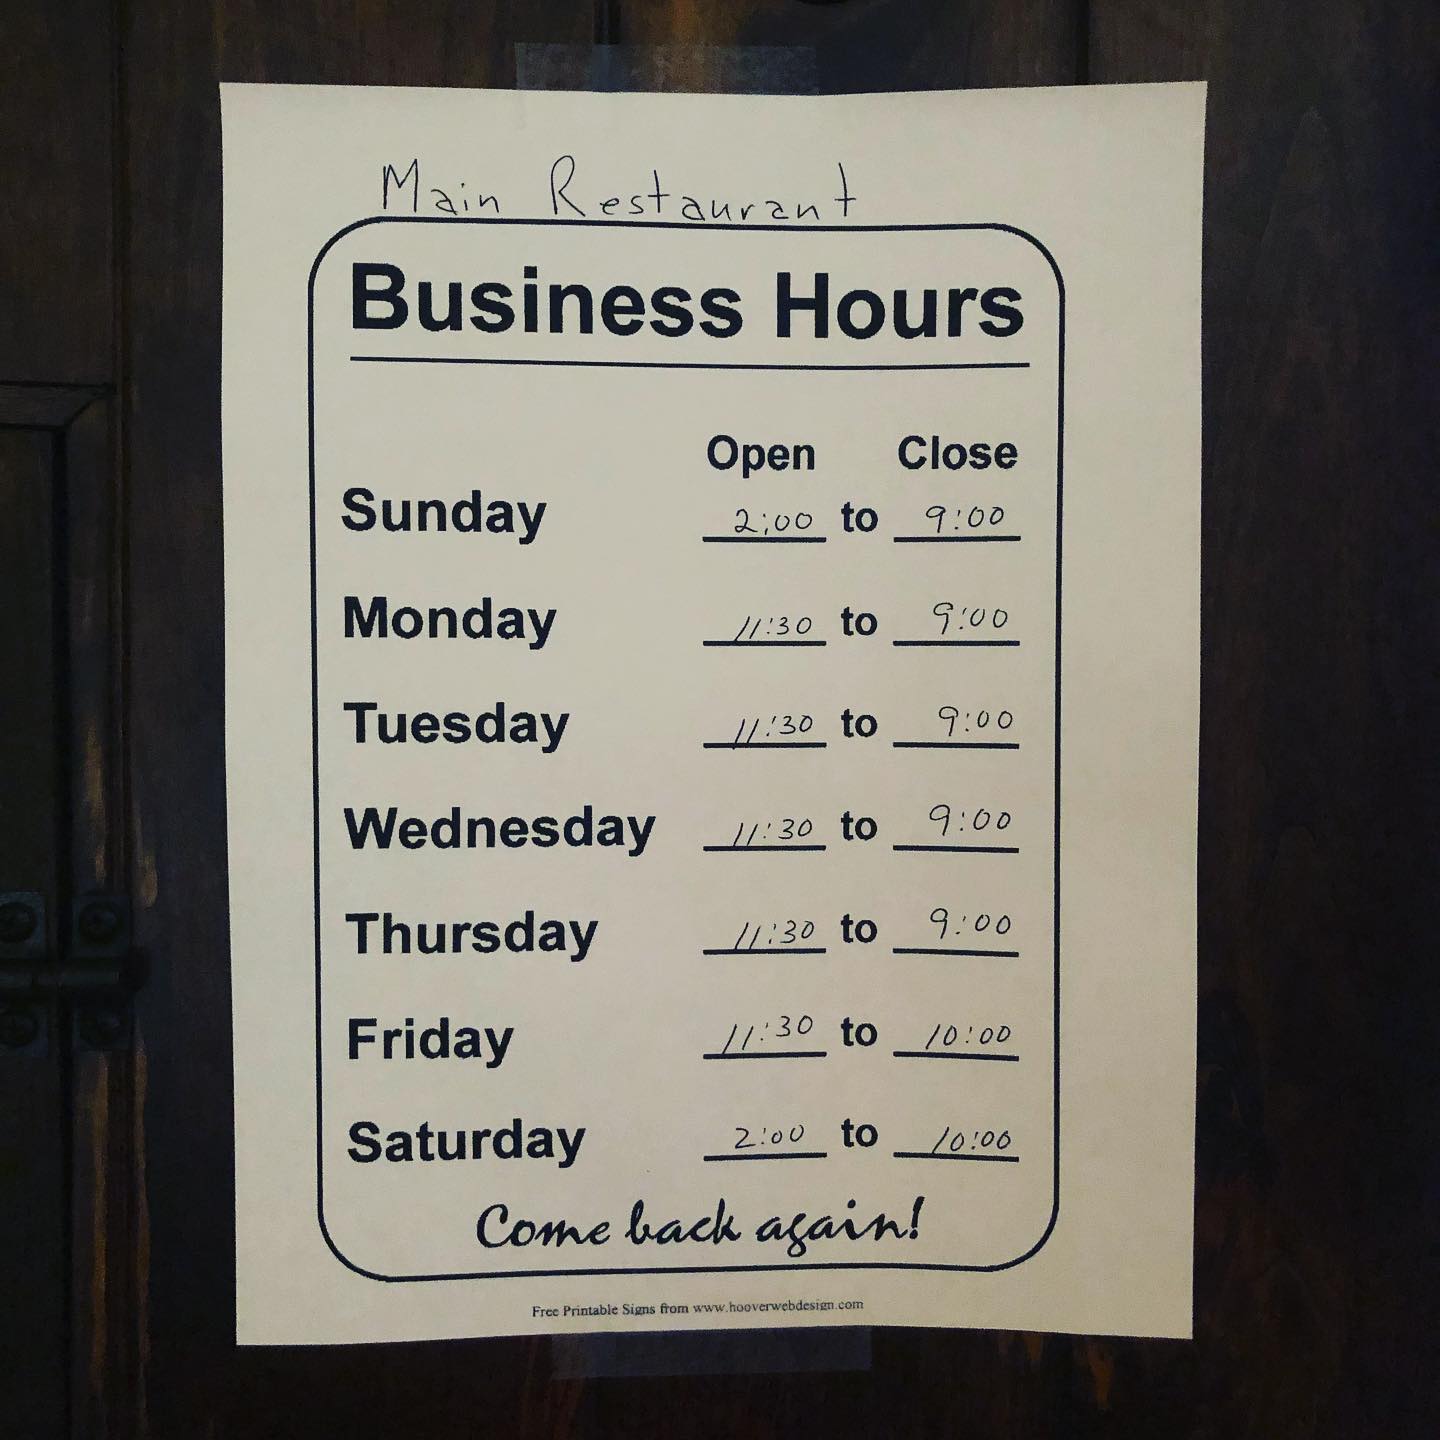 Main Restaurant
Business Hours
Open Close
Sunday 2:00 to 9:00
Monday 11:30 to 9:00
Tuesday 11:30 to 9:00
Wednesday 11:30 to 9:00
Thursday 11:30 to 9:00
Friday 11:30 to 10:00
Saturday 2:00 to 10:00
Come back again!
Free Printable Signs from www.hooverwebdesign.com